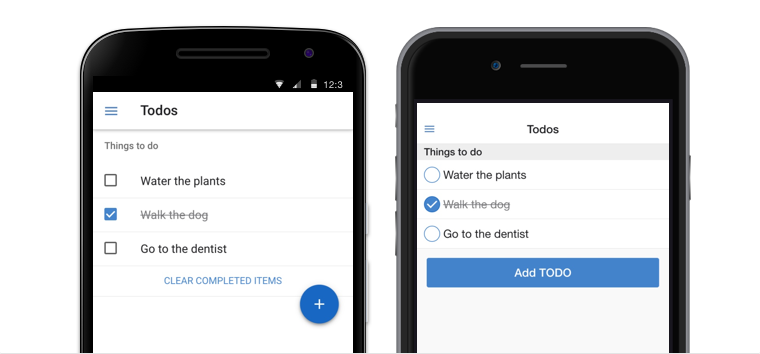 12:3
Todos
Things to do
Water the plants
Walk the dog
Go to the dentist
CLEAR COMPLETED ITEMS
+
Todos
Things to do
Water the plants
Walk the dog
Go to the dentist
Add TODO